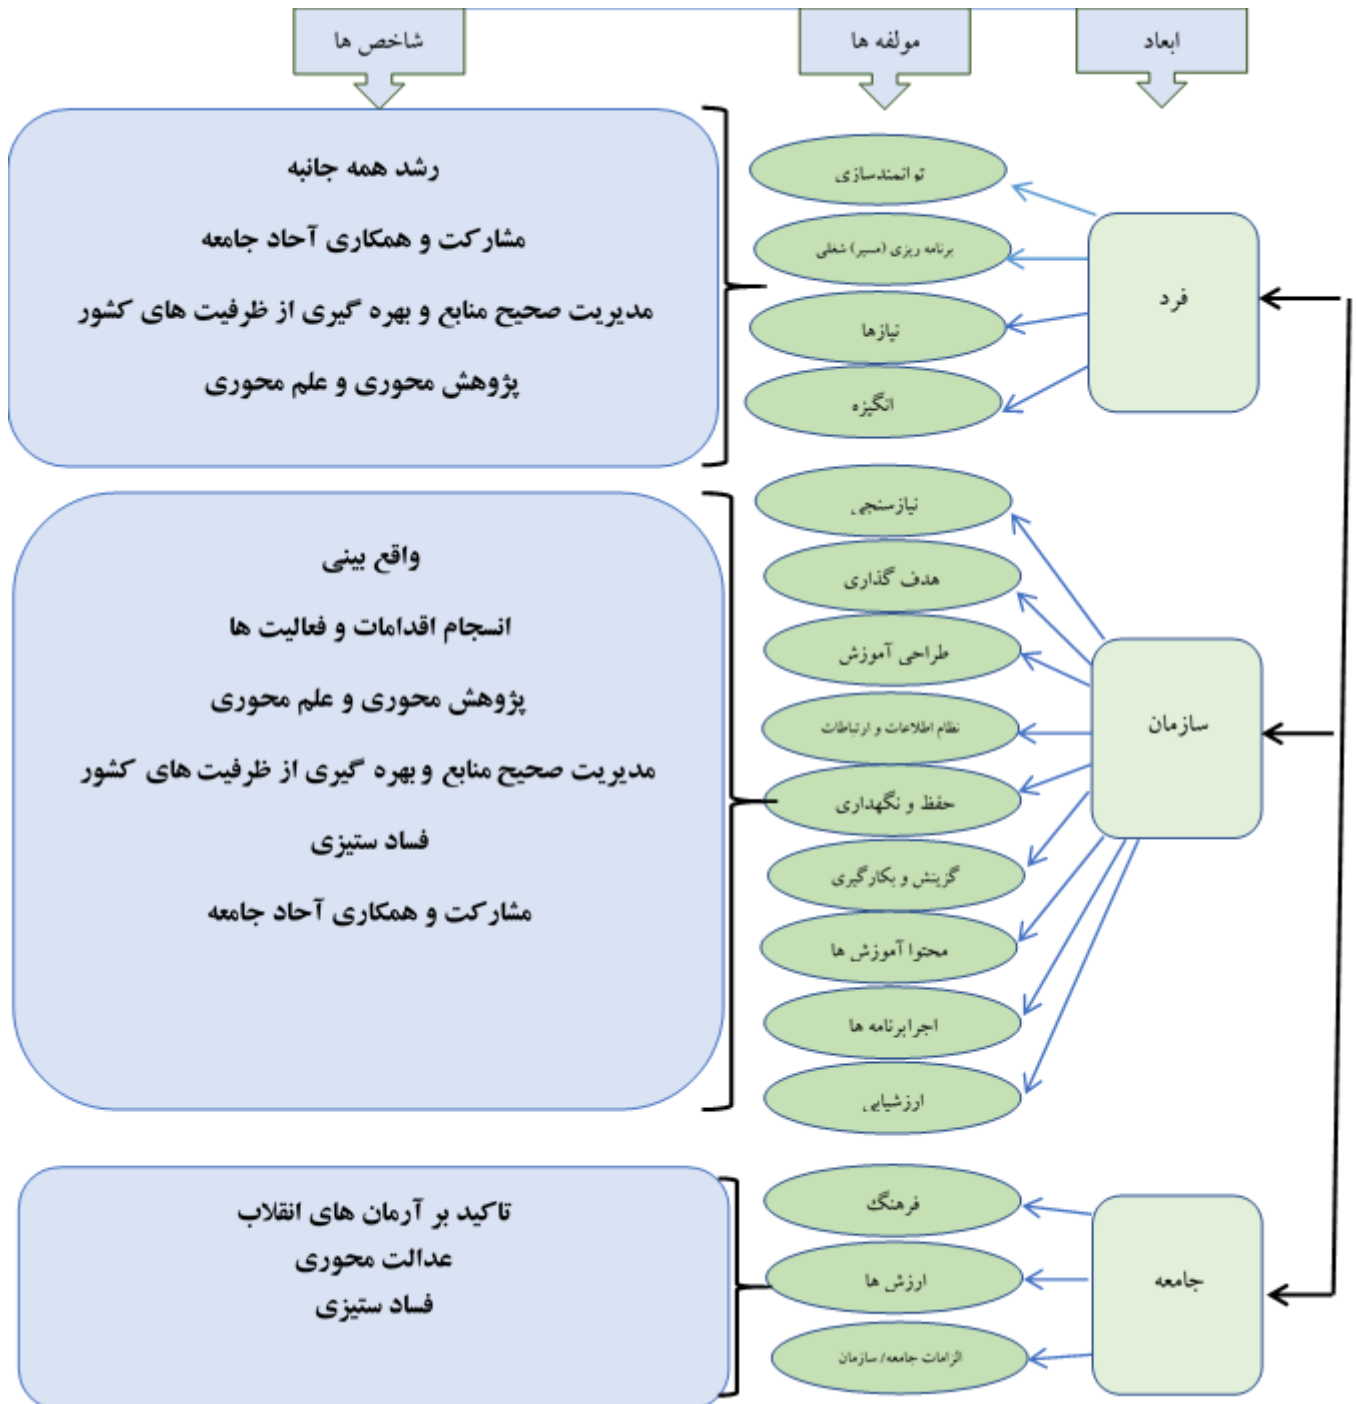 ابعاد
مولفه ها
شاخص ها
فرد
توانمندسازی
برنامه ریزی (مسیر) شغلی
نیازها
انگیزه
رشد همه جانبه
مشارکت و همکاری آحاد جامعه
مدیریت صحیح منابع و بهره گیری از ظرفیت های کشور
پژوهش محوری و علم محوری
سازمان
نیازسنجی
هدف گذاری
طراحی آموزش
نظام اطلاعات و ارتباطات
حفظ و نگهداری
گزینش و بکارگیری
محتوا آموزش ها
اجرابرنامه ها
ارزشیابی
واقع بینی
انسجام اقدامات و فعالیت ها
پژوهش محوری و علم محوری
مدیریت صحیح منابع و بهره گیری از ظرفیت های کشور
فساد ستیزی
مشارکت و همکاری آحاد جامعه
جامعه
فرهنگ
ارزش ها
الزامات جامعه/ سازمان
تاکید بر آرمان های انقلاب
عدالت محوری
فساد ستیزی